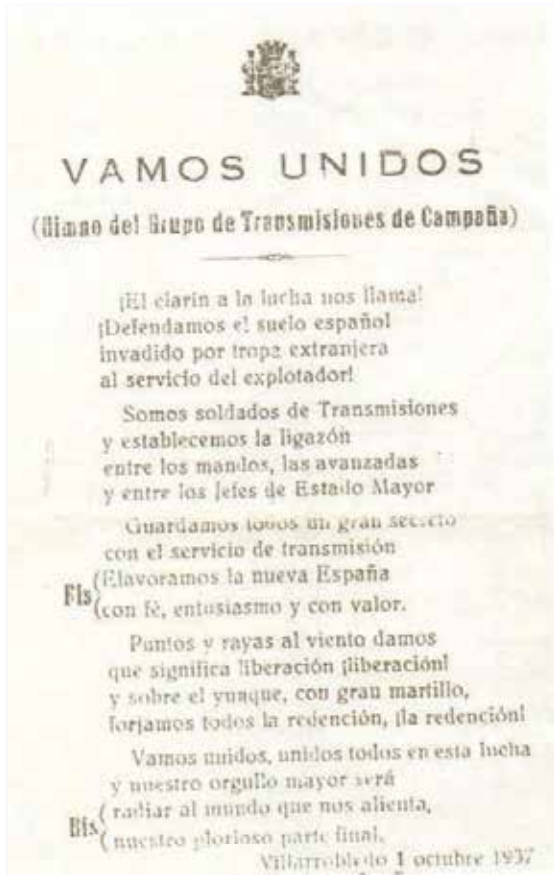 VAMOS UNIDOS
(Himno del Grupo de Transmisiones de Campaña)
¡El clarin a la lucha nos llama!
¡Defendamos el suelo español
invadido por tropa extranjera
al servicio del explotador!
Somos soldados de Transmisiones
y establecemos la ligazón
entre los mandos, las avanzadas
y entre los Jefes de Estado Mayor
Guardamos todos un gran secreto
con el servicio de transmisión
Bis (Elavoramos la nueva España
(con fè, entusiasmo y con valor.
Puntos y rayas al viento damos
que significa liberación ¡liberación!
y sobre el yunque, con gran martillo,
forjamos todos la redención, ¡la redención!
Vamos unidos, unidos todos en esta lucha
y nuestro orgullo mayor será
Bis ( radiar al mundo que nos alienta,
( nuestro glorioso parte final.
Villarrobledo 1 octubre 1937